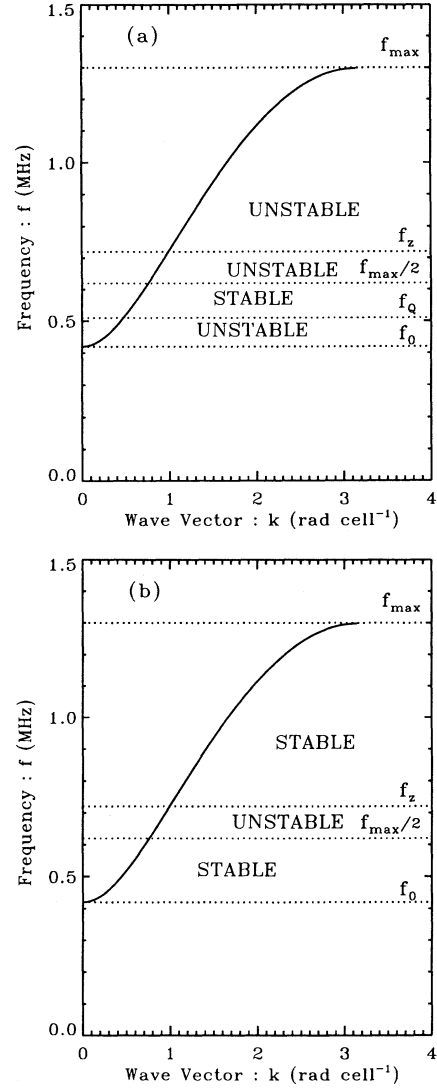 (a)
1.5
f_max
1.0
UNSTABLE
f_z
UNSTABLE f_max/2
STABLE
f_Q
0.5
UNSTABLE
f_0
0.0
0 1 2 3 4
Frequency : f (MHz)
Wave Vector : k (rad cell⁻¹)
(b)
1.5
f_max
1.0
STABLE
f_z
UNSTABLE f_max/2
0.5
STABLE
f_0
0.0
0 1 2 3 4
Frequency : f (MHz)
Wave Vector : k (rad cell⁻¹)